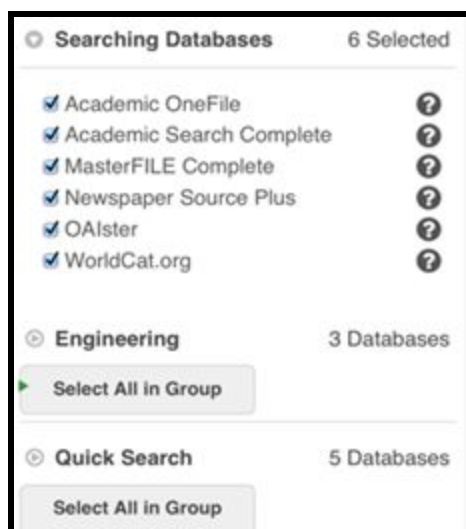 Searching Databases 6 Selected
Academic OneFile ?
Academic Search Complete ?
MasterFILE Complete ?
Newspaper Source Plus ?
OAIster ?
WorldCat.org ?
Engineering 3 Databases
Select All in Group
Quick Search 5 Databases
Select All in Group